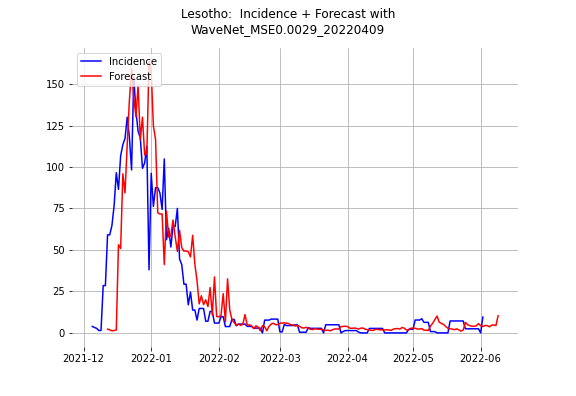 Lesotho:  Incidence + Forecast with
WaveNet_MSE0.0029_20220409
Incidence
Forecast
150
125
100
75
50
25
0
2021-12 2022-01 2022-02 2022-03 2022-04 2022-05 2022-06